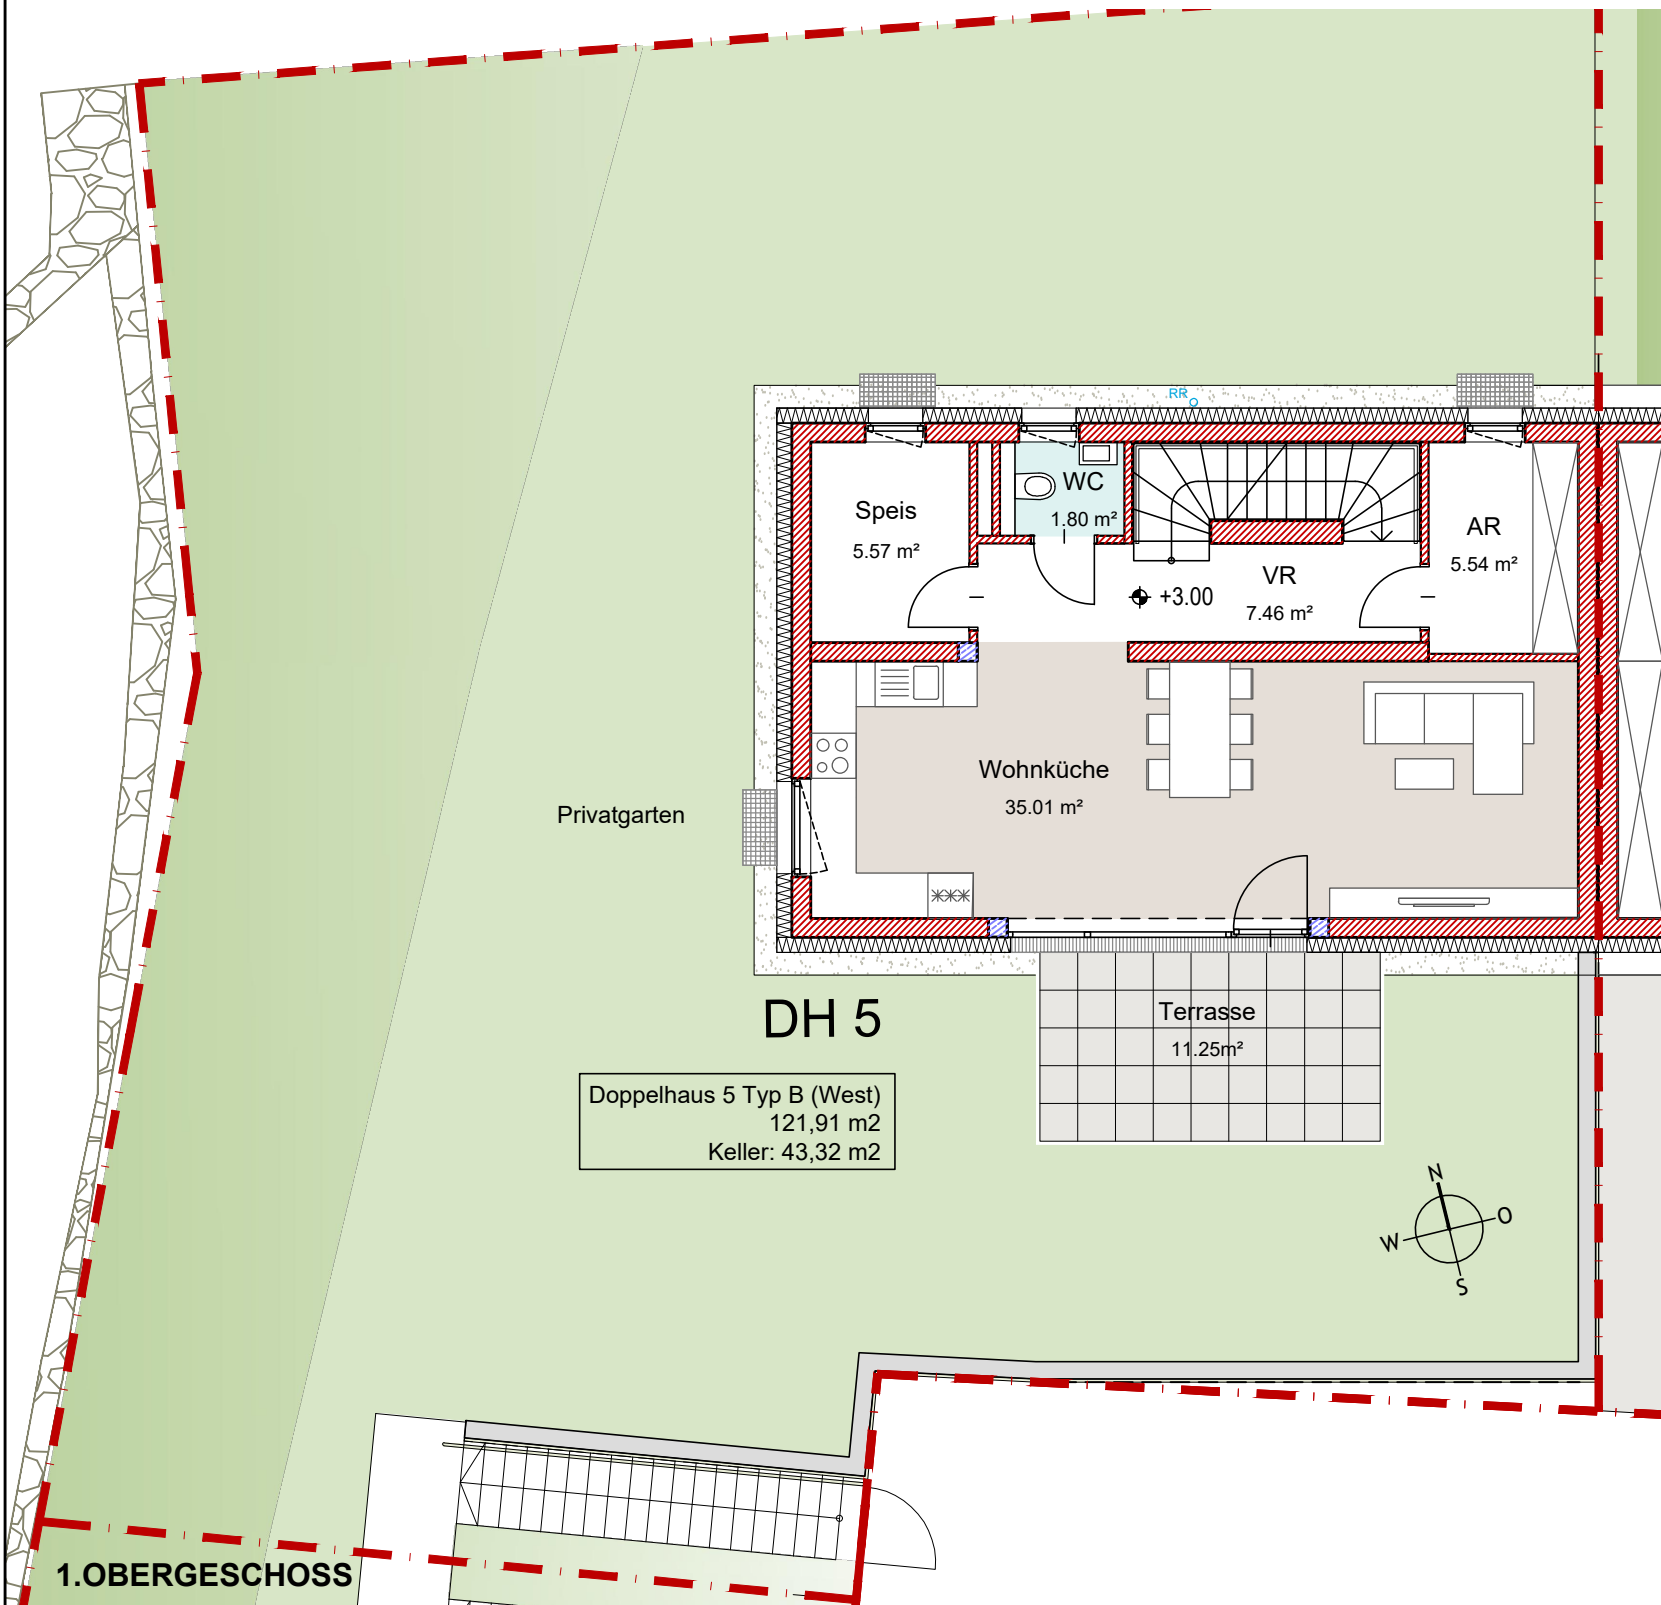 RR
Speis
5.57 m²
WC
1.80 m²
AR
5.54 m²
VR
7.46 m²
+3.00
Wohnküche
35.01 m²
Privatgarten
Terrasse
11.25m²
DH 5
Doppelhaus 5 Typ B (West)
121,91 m2
Keller: 43,32 m2
N
O
W
S
1.OBERGESCHOSS